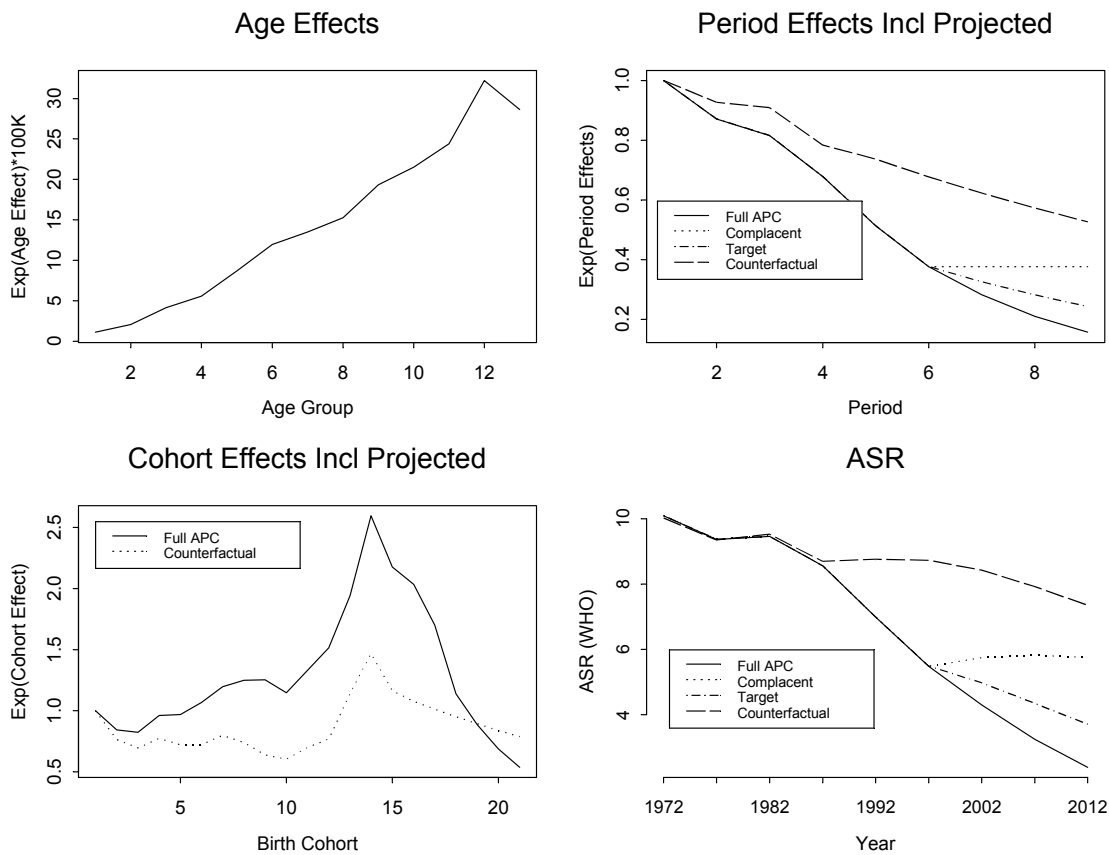 Age Effects
Exp(Age Effect)*100K
0
5
10
15
20
25
30
2 4 6 8 10 12
Age Group
Period Effects Incl Projected
Exp(Period Effects)
0.2
0.4
0.6
0.8
1.0
Full APC
Complacent
Target
Counterfactual
2 4 6 8
Period
Cohort Effects Incl Projected
Exp(Cohort Effect)
0.5
1.0
1.5
2.0
2.5
Full APC
Counterfactual
5 10 15 20
Birth Cohort
ASR
ASR (WHO)
4
6
8
10
Full APC
Complacent
Target
Counterfactual
1972 1982 1992 2002 2012
Year